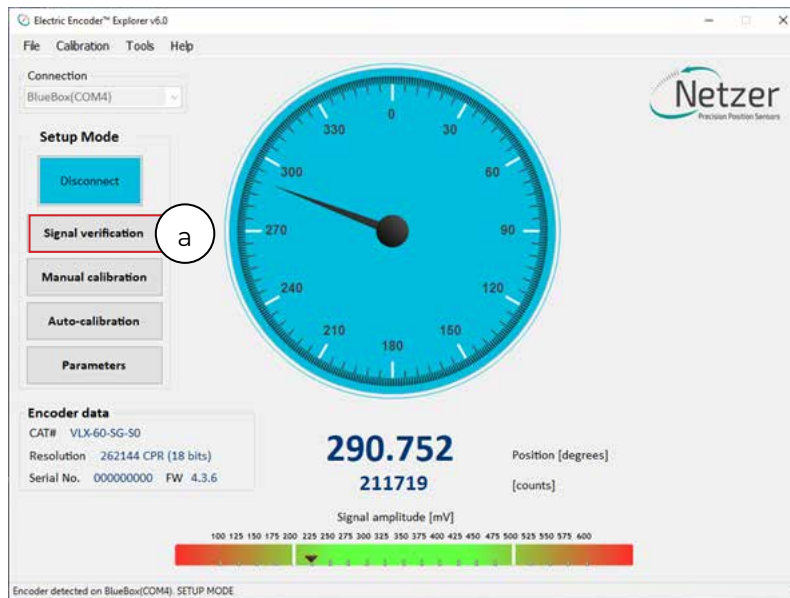 Electric Encoder™ Explorer v6.0
File Calibration Tools Help
Connection
BlueBox(COM4)
Netzer
Precision Position Sensors
Setup Mode
Disconnect
Signal verification
a
Manual calibration
Auto-calibration
Parameters
0
30
60
90
120
150
180
210
240
270
300
330
Encoder data
CAT# VLX-60-SG-S0
Resolution 262144 CPR (18 bits)
Serial No. 000000000 FW 4.3.6
290.752 Position [degrees]
211719 [counts]
Signal amplitude [mV]
100 125 150 175 200 225 250 275 300 325 350 375 400 425 450 475 500 525 550 575 600
Encoder detected on BlueBox(COM4). SETUP MODE